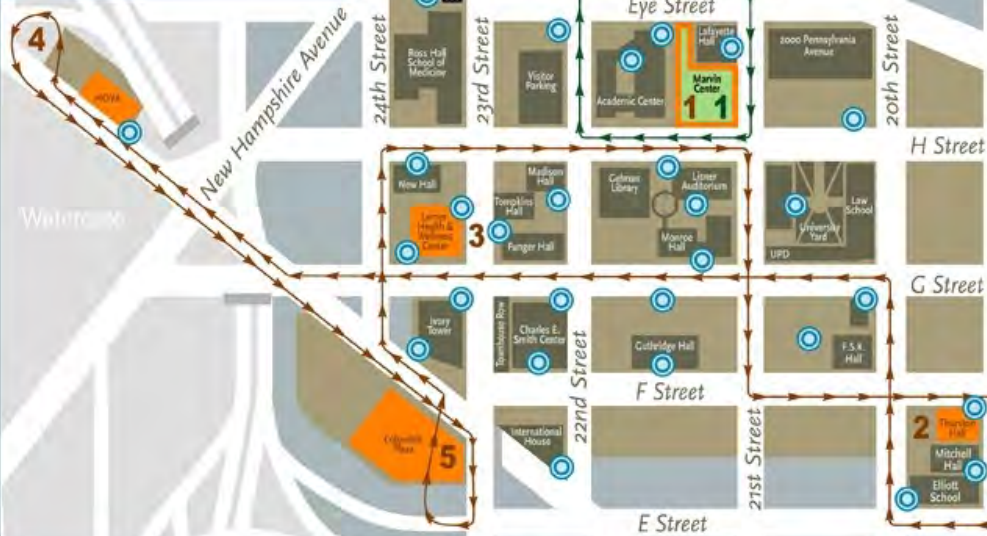 Eye Street
New Hampshire Avenue
24th Street
23rd Street
20th Street
4
HOVA
Ross Hall
School of
Medicine
Visitor
Parking
Academic Center
Lafayette
Hall
Marvin
Center
1 1
2000 Pennsylvania
Avenue
H Street
New Hall
Lerner
Health &
Wellness
Center
3
Madison
Hall
Tompkins
Hall
Funger Hall
Gelman
Library
Lisner
Auditorium
Monroe
Hall
Law
School
University
Yard
UPD
G Street
Ivory
Tower
Townhouse Row
Charles E.
Smith Center
Guthridge Hall
F.S.K.
Hall
22nd Street
F Street
21st Street
Columbia
Plaza
5
International
House
2
Thurston
Hall
Mitchell
Hall
Elliott
School
E Street